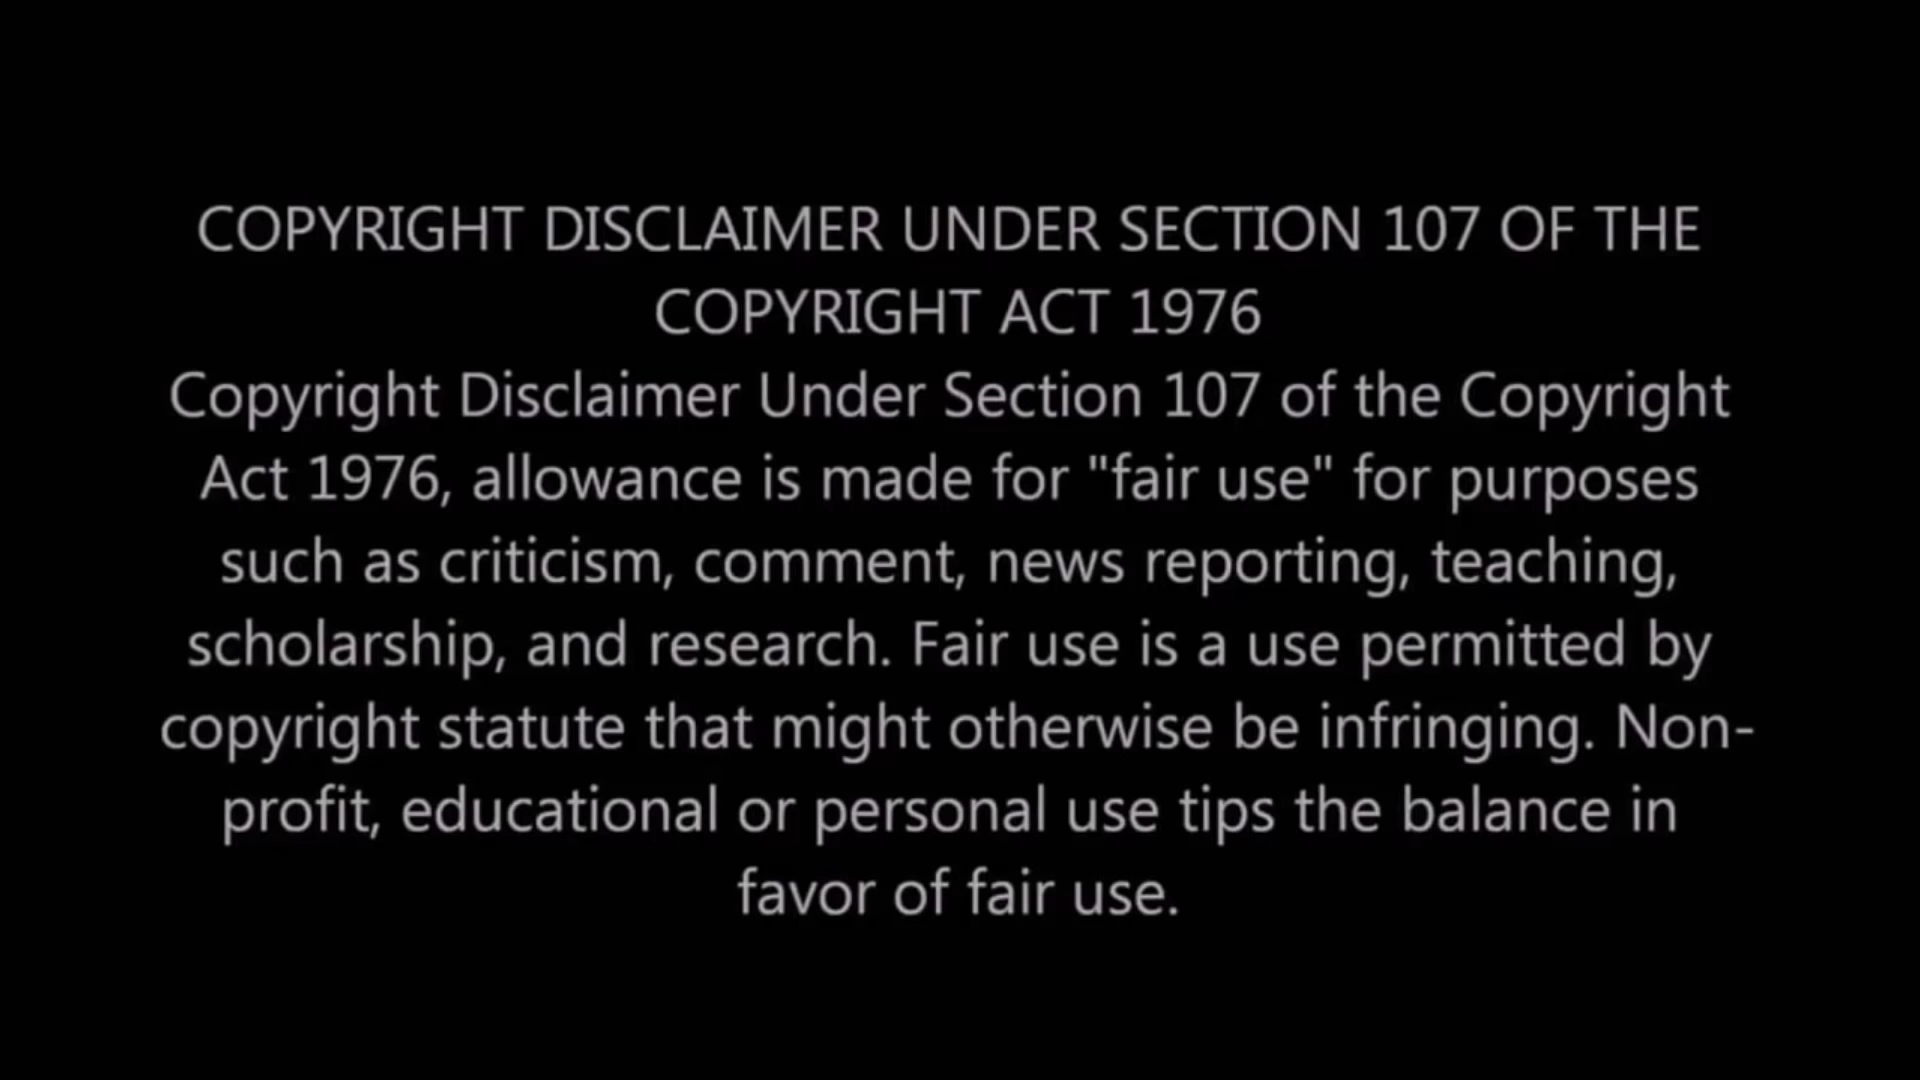 COPYRIGHT DISCLAIMER UNDER SECTION 107 OF THE
COPYRIGHT ACT 1976
Copyright Disclaimer Under Section 107 of the Copyright
Act 1976, allowance is made for "fair use" for purposes
such as criticism, comment, news reporting, teaching,
scholarship, and research. Fair use is a use permitted by
copyright statute that might otherwise be infringing. Non-
profit, educational or personal use tips the balance in
favor of fair use.